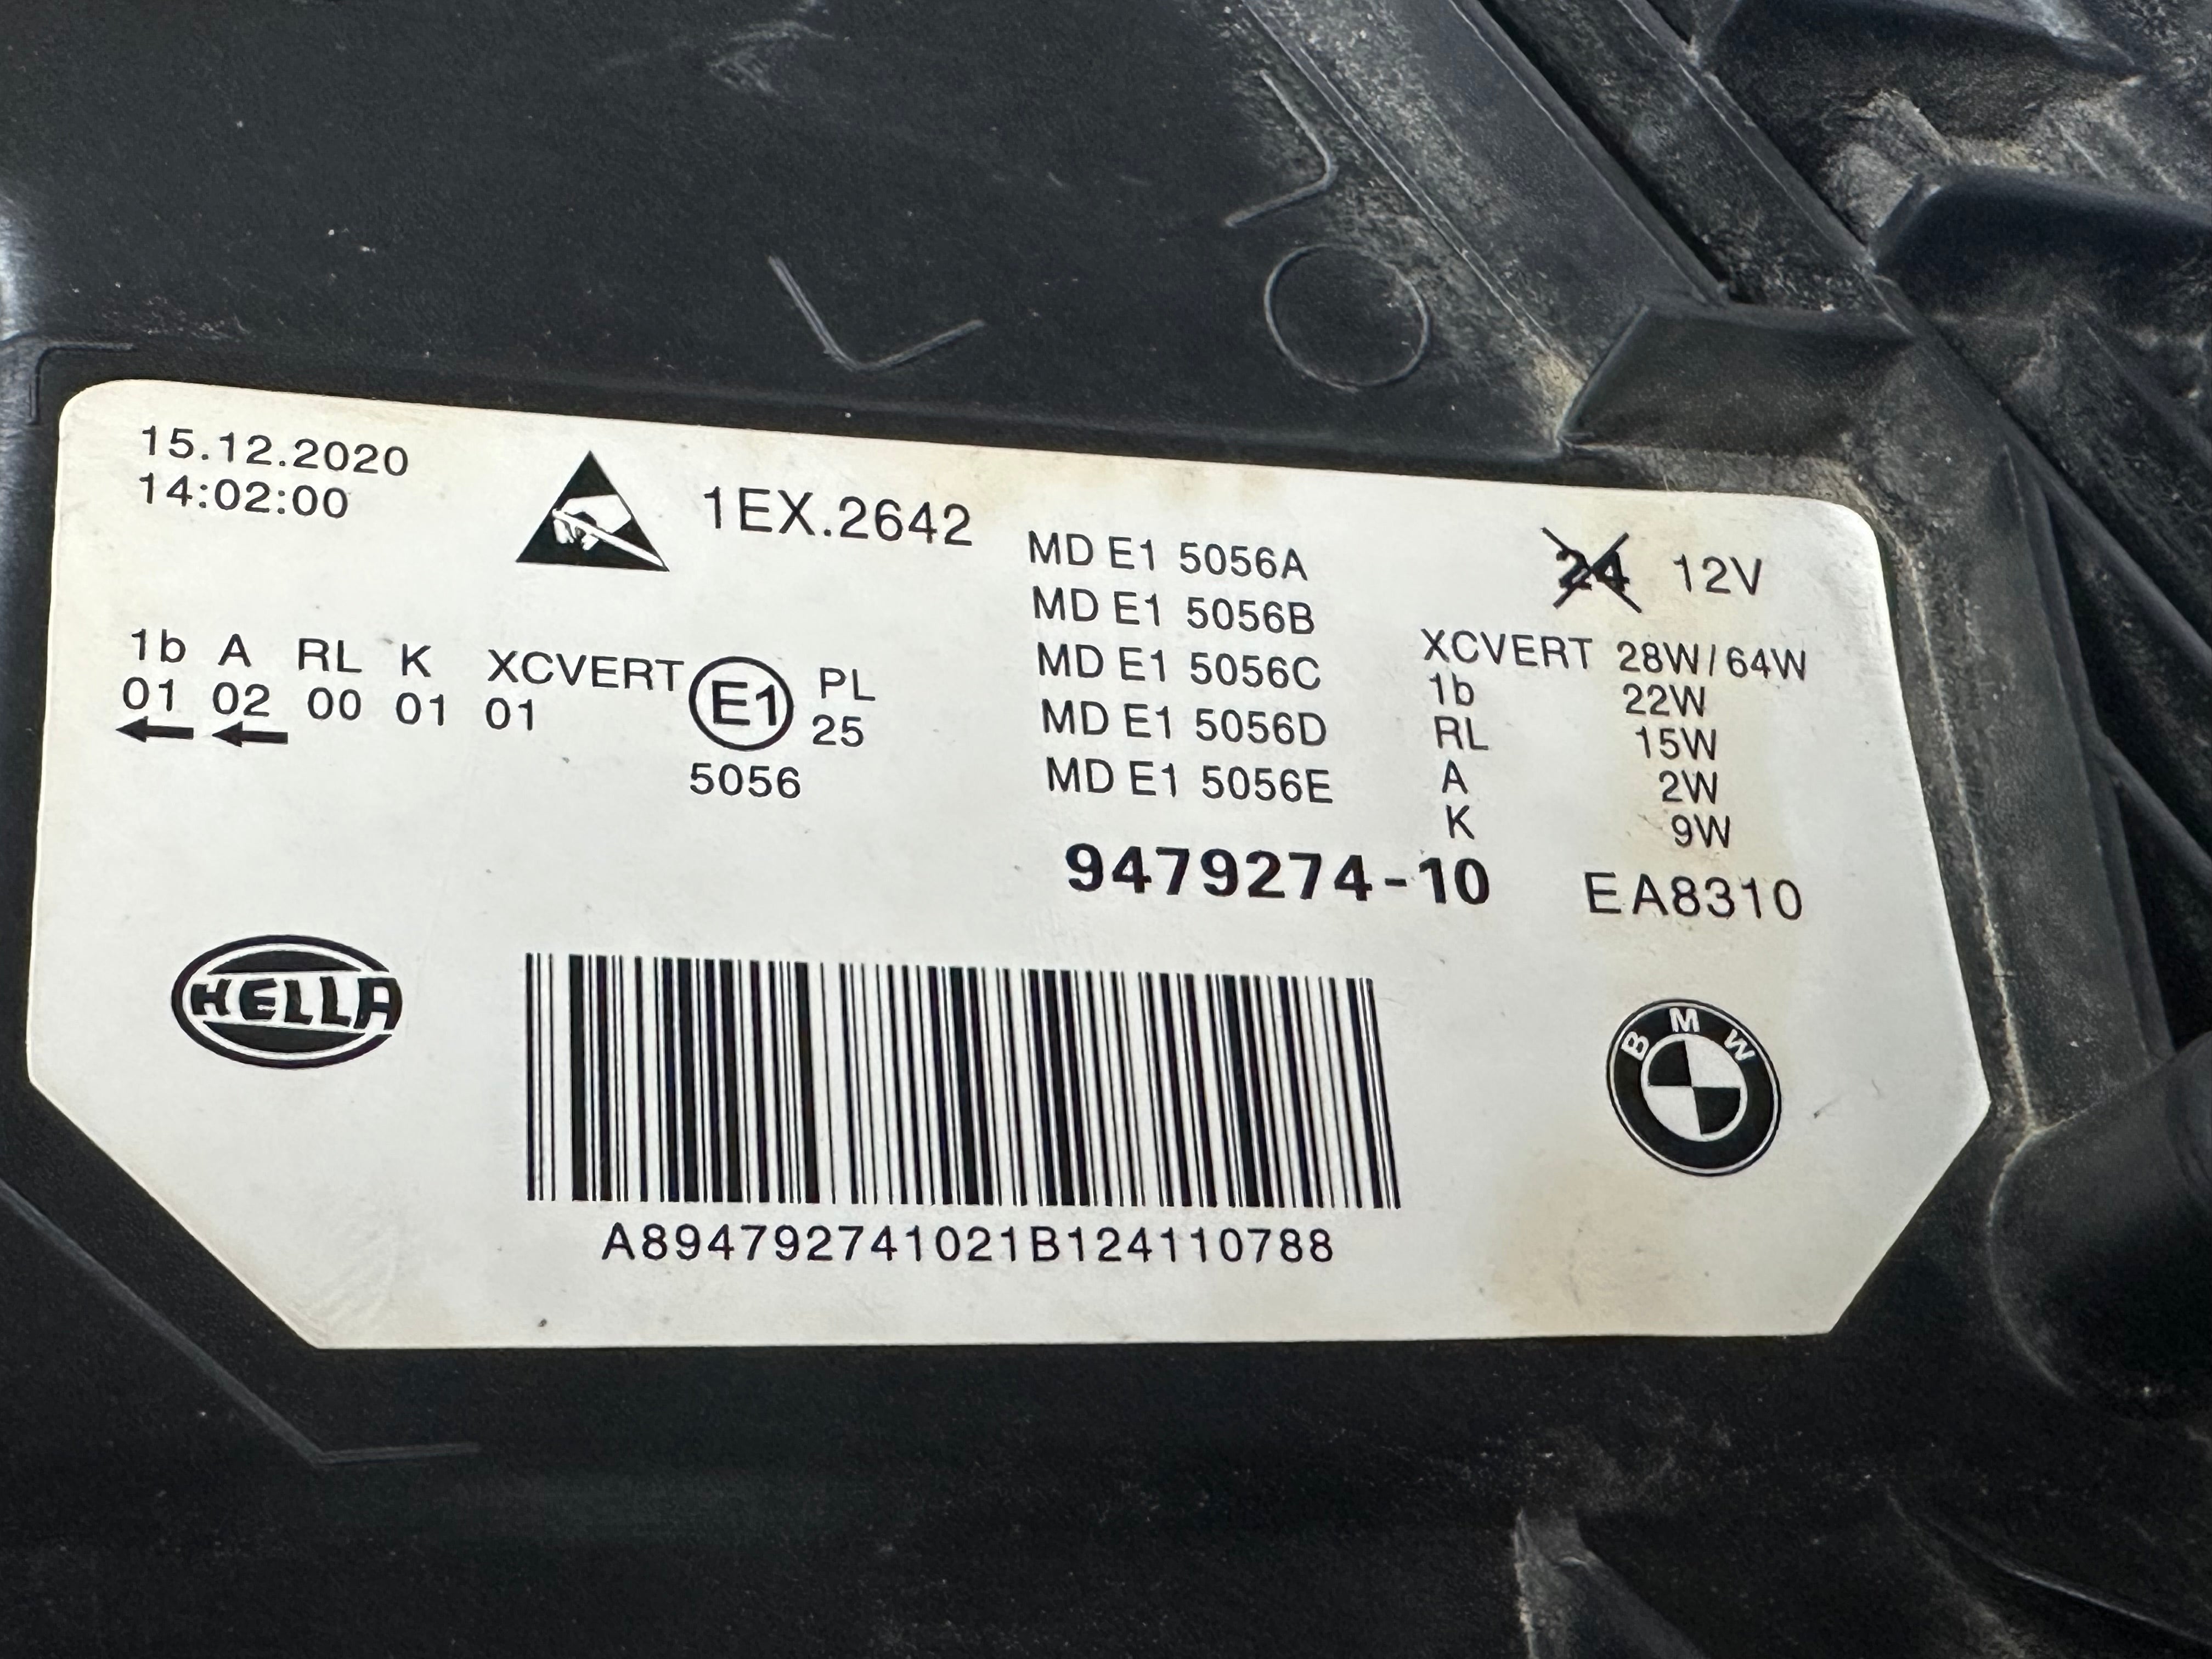 15.12.2020
14:02:00
1EX.2642
1b A RL K XCVERT
01 02 00 01 01
E1
5056
PL
25
MD E1 5056A
MD E1 5056B
MD E1 5056C
MD E1 5056D
MD E1 5056E
24 12V
XCVERT 28W/64W
1b 22W
RL 15W
A 2W
K 9W
9479274-10 EA8310
HELLA
BMW
A894792741021B124110788